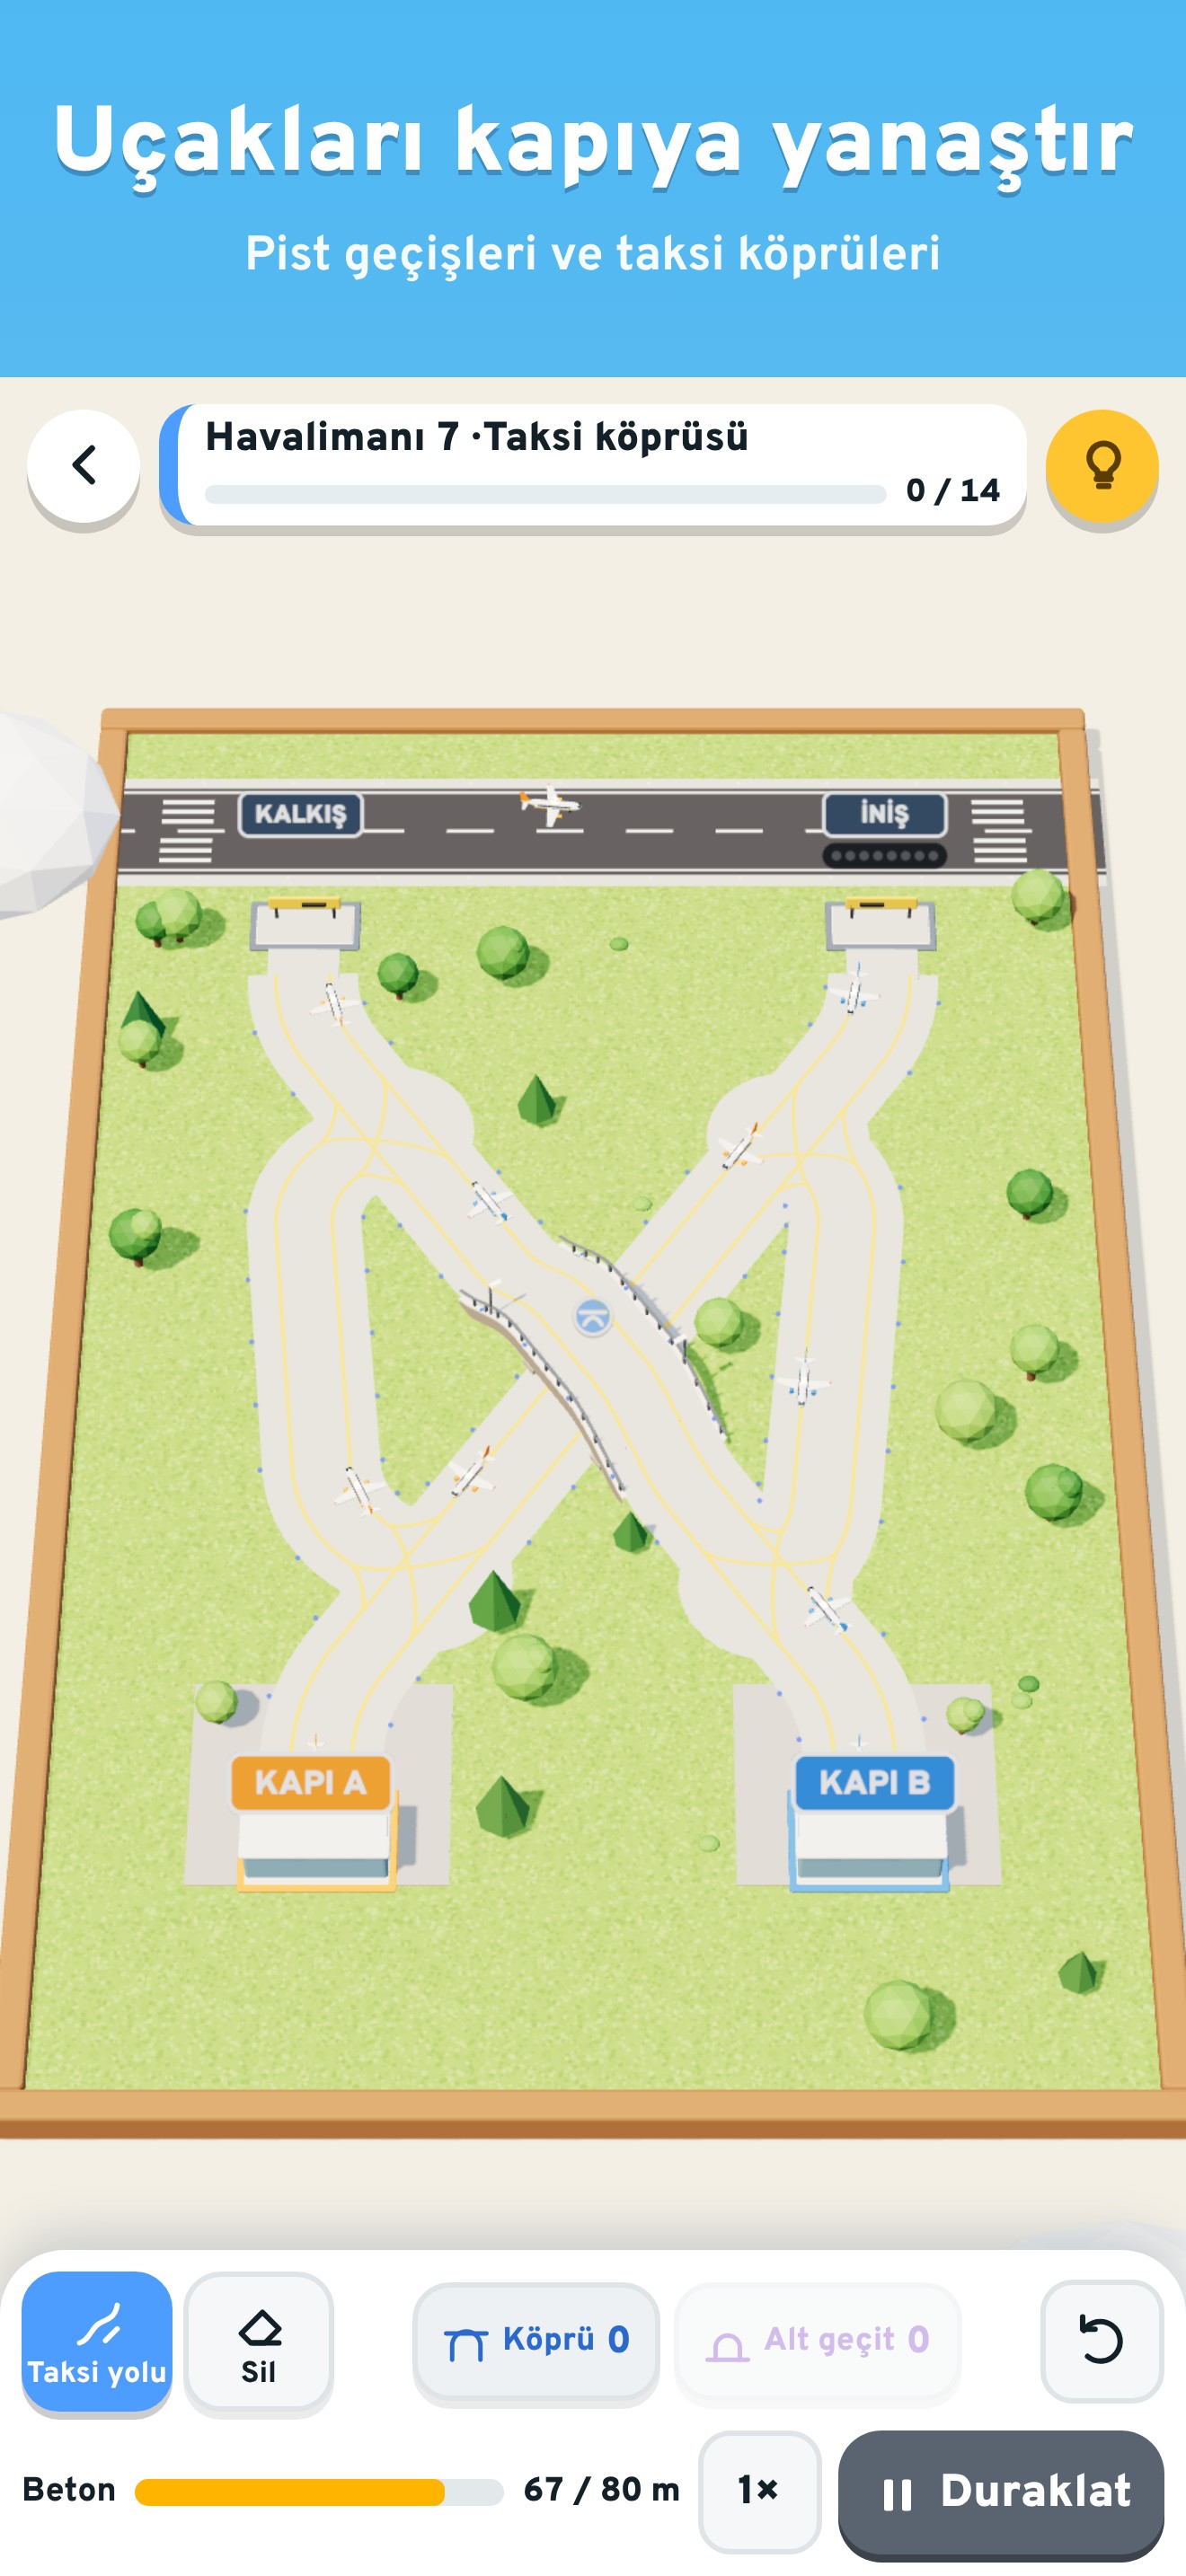 Uçakları kapıya yanaştır
Pist geçişleri ve taksi köprüleri
Havalimanı 7 ·Taksi köprüsü
0 / 14
KALKIŞ
İNİŞ
KAPI A
KAPI B
Taksi yolu
Sil
Köprü 0
Alt geçit 0
Beton
67 / 80 m
1×
Duraklat